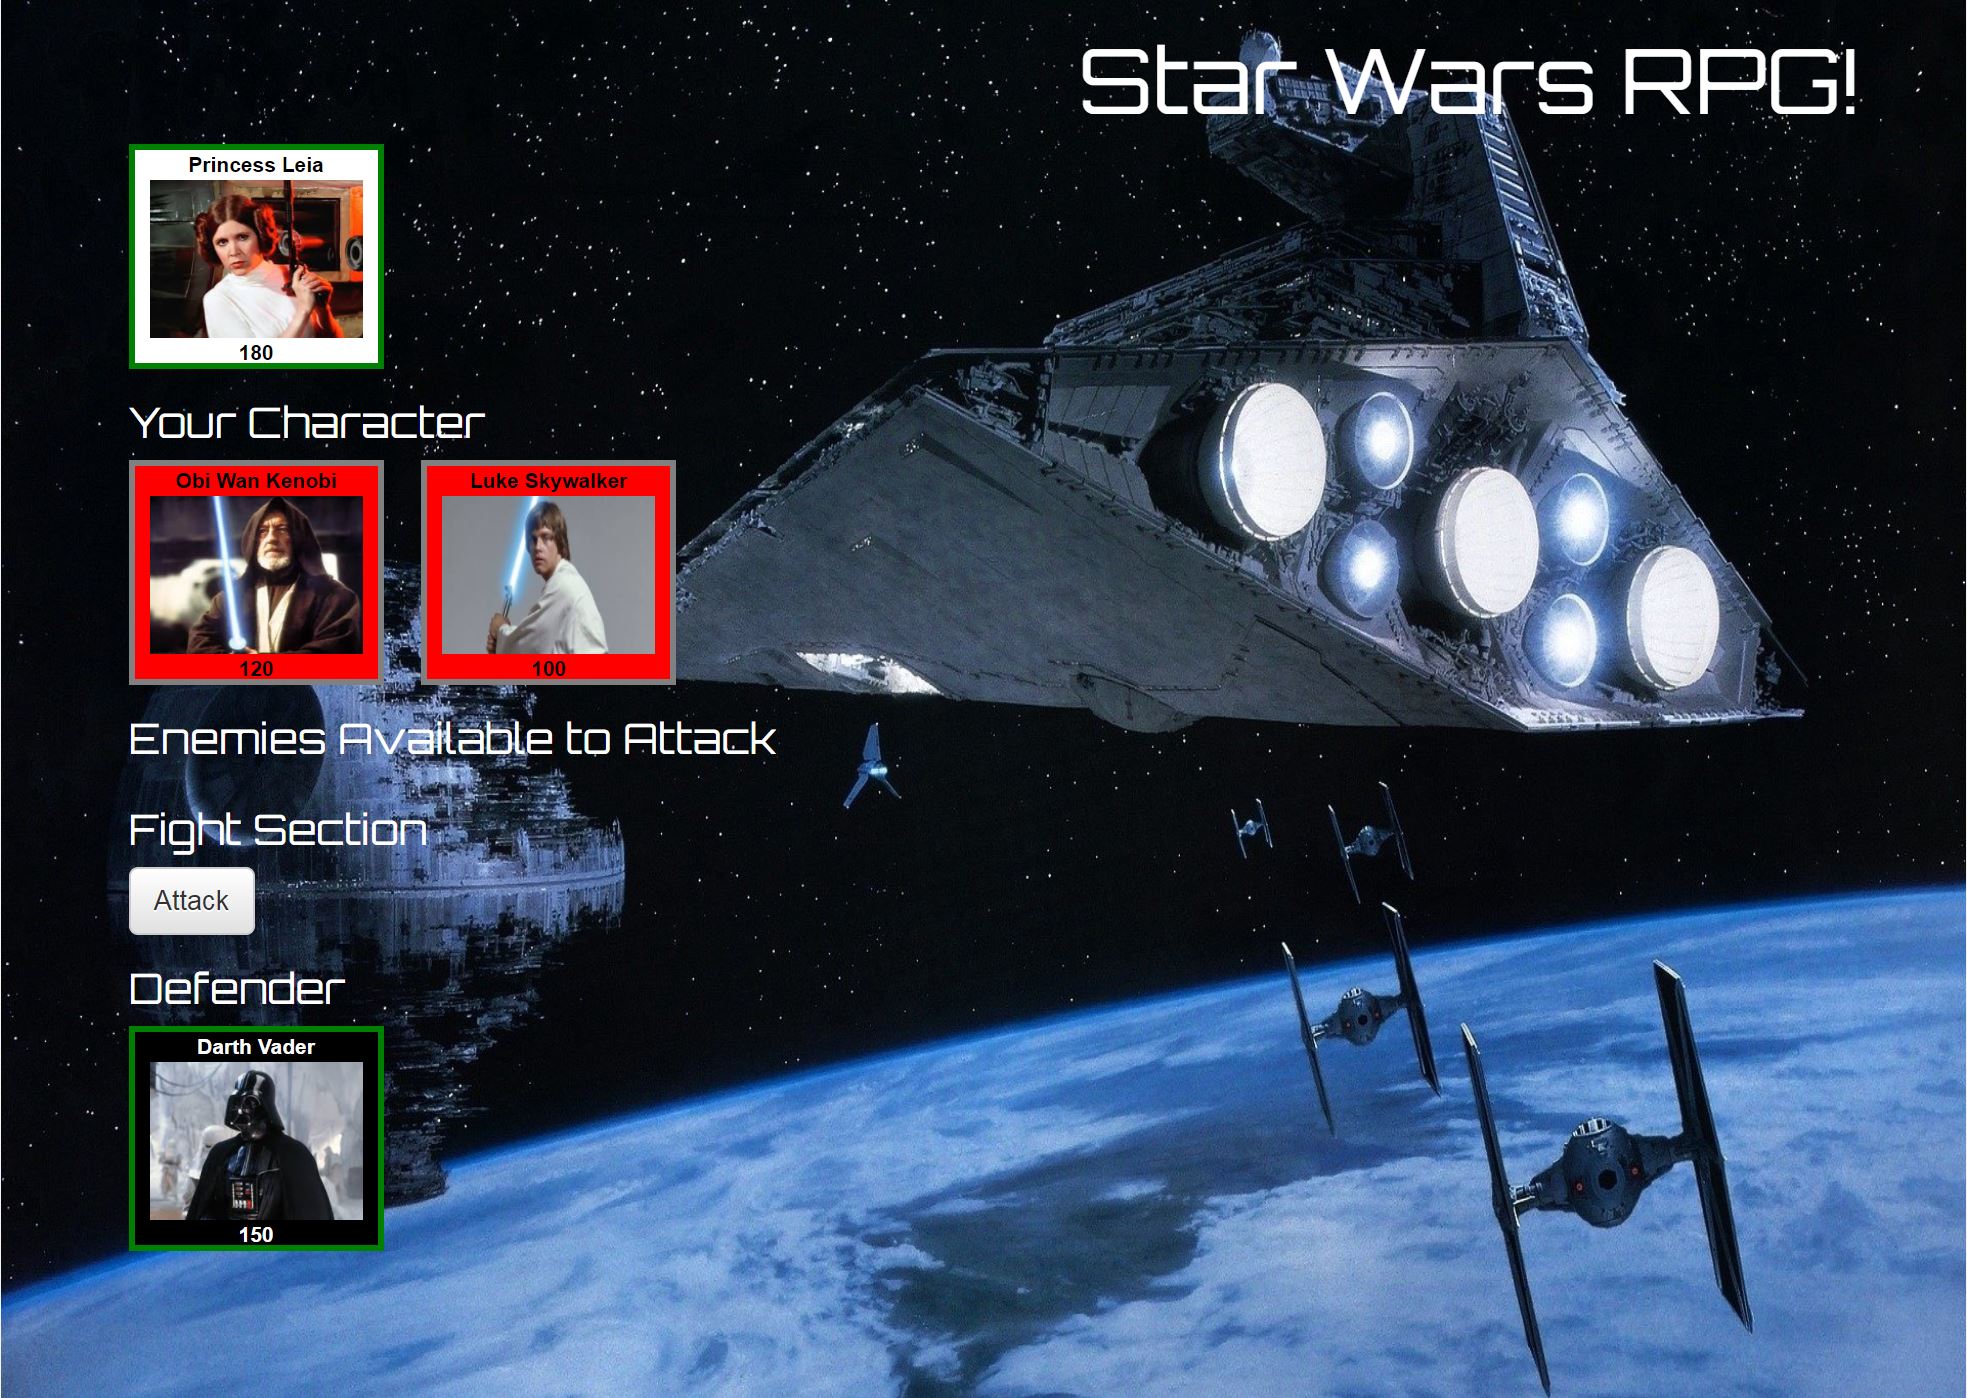 Star Wars RPG!
Princess Leia
180
Your Character
Obi Wan Kenobi
120
Luke Skywalker
100
Enemies Available to Attack
Fight Section
Attack
Defender
Darth Vader
150